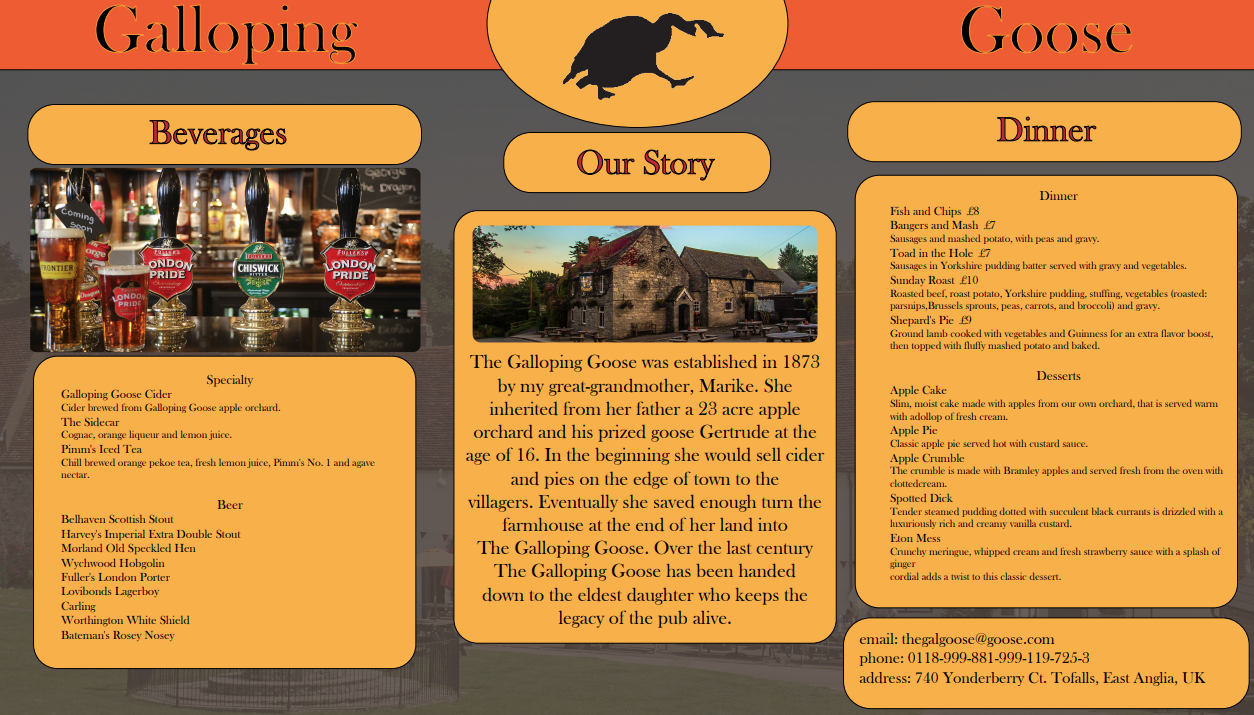 Galloping
Goose
Beverages
George
The Dragon
Coming
Soon
FRONTIER
LONDON
PRIDE
FULLER'S
LONDON
PRIDE
CHISWICK
BITTER
FULLER'S
LONDON
PRIDE
Specialty
Galloping Goose Cider
Cider brewed from Galloping Goose apple orchard.
The Sidecar
Cognac, orange liqueur and lemon juice.
Pimm's Iced Tea
Chill brewed orange pekoe tea, fresh lemon juice, Pimm's No. 1 and agave
nectar.
Beer
Belhaven Scottish Stout
Harvey's Imperial Extra Double Stout
Morland Old Speckled Hen
Wychwood Hobgolin
Fuller's London Porter
Lovibonds Lagerboy
Carling
Worthington White Shield
Bateman's Rosey Nosey
Our Story
The Galloping Goose was established in 1873
by my great-grandmother, Marike. She
inherited from her father a 23 acre apple
orchard and his prized goose Gertrude at the
age of 16. In the beginning she would sell cider
and pies on the edge of town to the
villagers. Eventually she saved enough turn the
farmhouse at the end of her land into
The Galloping Goose. Over the last century
The Galloping Goose has been handed
down to the eldest daughter who keeps the
legacy of the pub alive.
Dinner
Dinner
Fish and Chips £8
Bangers and Mash £7
Sausages and mashed potato, with peas and gravy.
Toad in the Hole £7
Sausages in Yorkshire pudding batter served with gravy and vegetables.
Sunday Roast £10
Roasted beef, roast potato, Yorkshire pudding, stuffing, vegetables (roasted:
parsnips,Brussels sprouts, peas, carrots, and broccoli) and gravy.
Shepard's Pie £9
Ground lamb cooked with vegetables and Guinness for an extra flavor boost,
then topped with fluffy mashed potato and baked.
Desserts
Apple Cake
Slim, moist cake made with apples from our own orchard, that is served warm
with adollop of fresh cream.
Apple Pie
Classic apple pie served hot with custard sauce.
Apple Crumble
The crumble is made with Bramley apples and served fresh from the oven with
clottedcream.
Spotted Dick
Tender steamed pudding dotted with succulent black currants is drizzled with a
luxuriously rich and creamy vanilla custard.
Eton Mess
Crunchy meringue, whipped cream and fresh strawberry sauce with a splash of
ginger
cordial adds a twist to this classic dessert.
email: thegalgoose@goose.com
phone: 0118-999-881-999-119-725-3
address: 740 Yonderberry Ct. Tofalls, East Anglia, UK